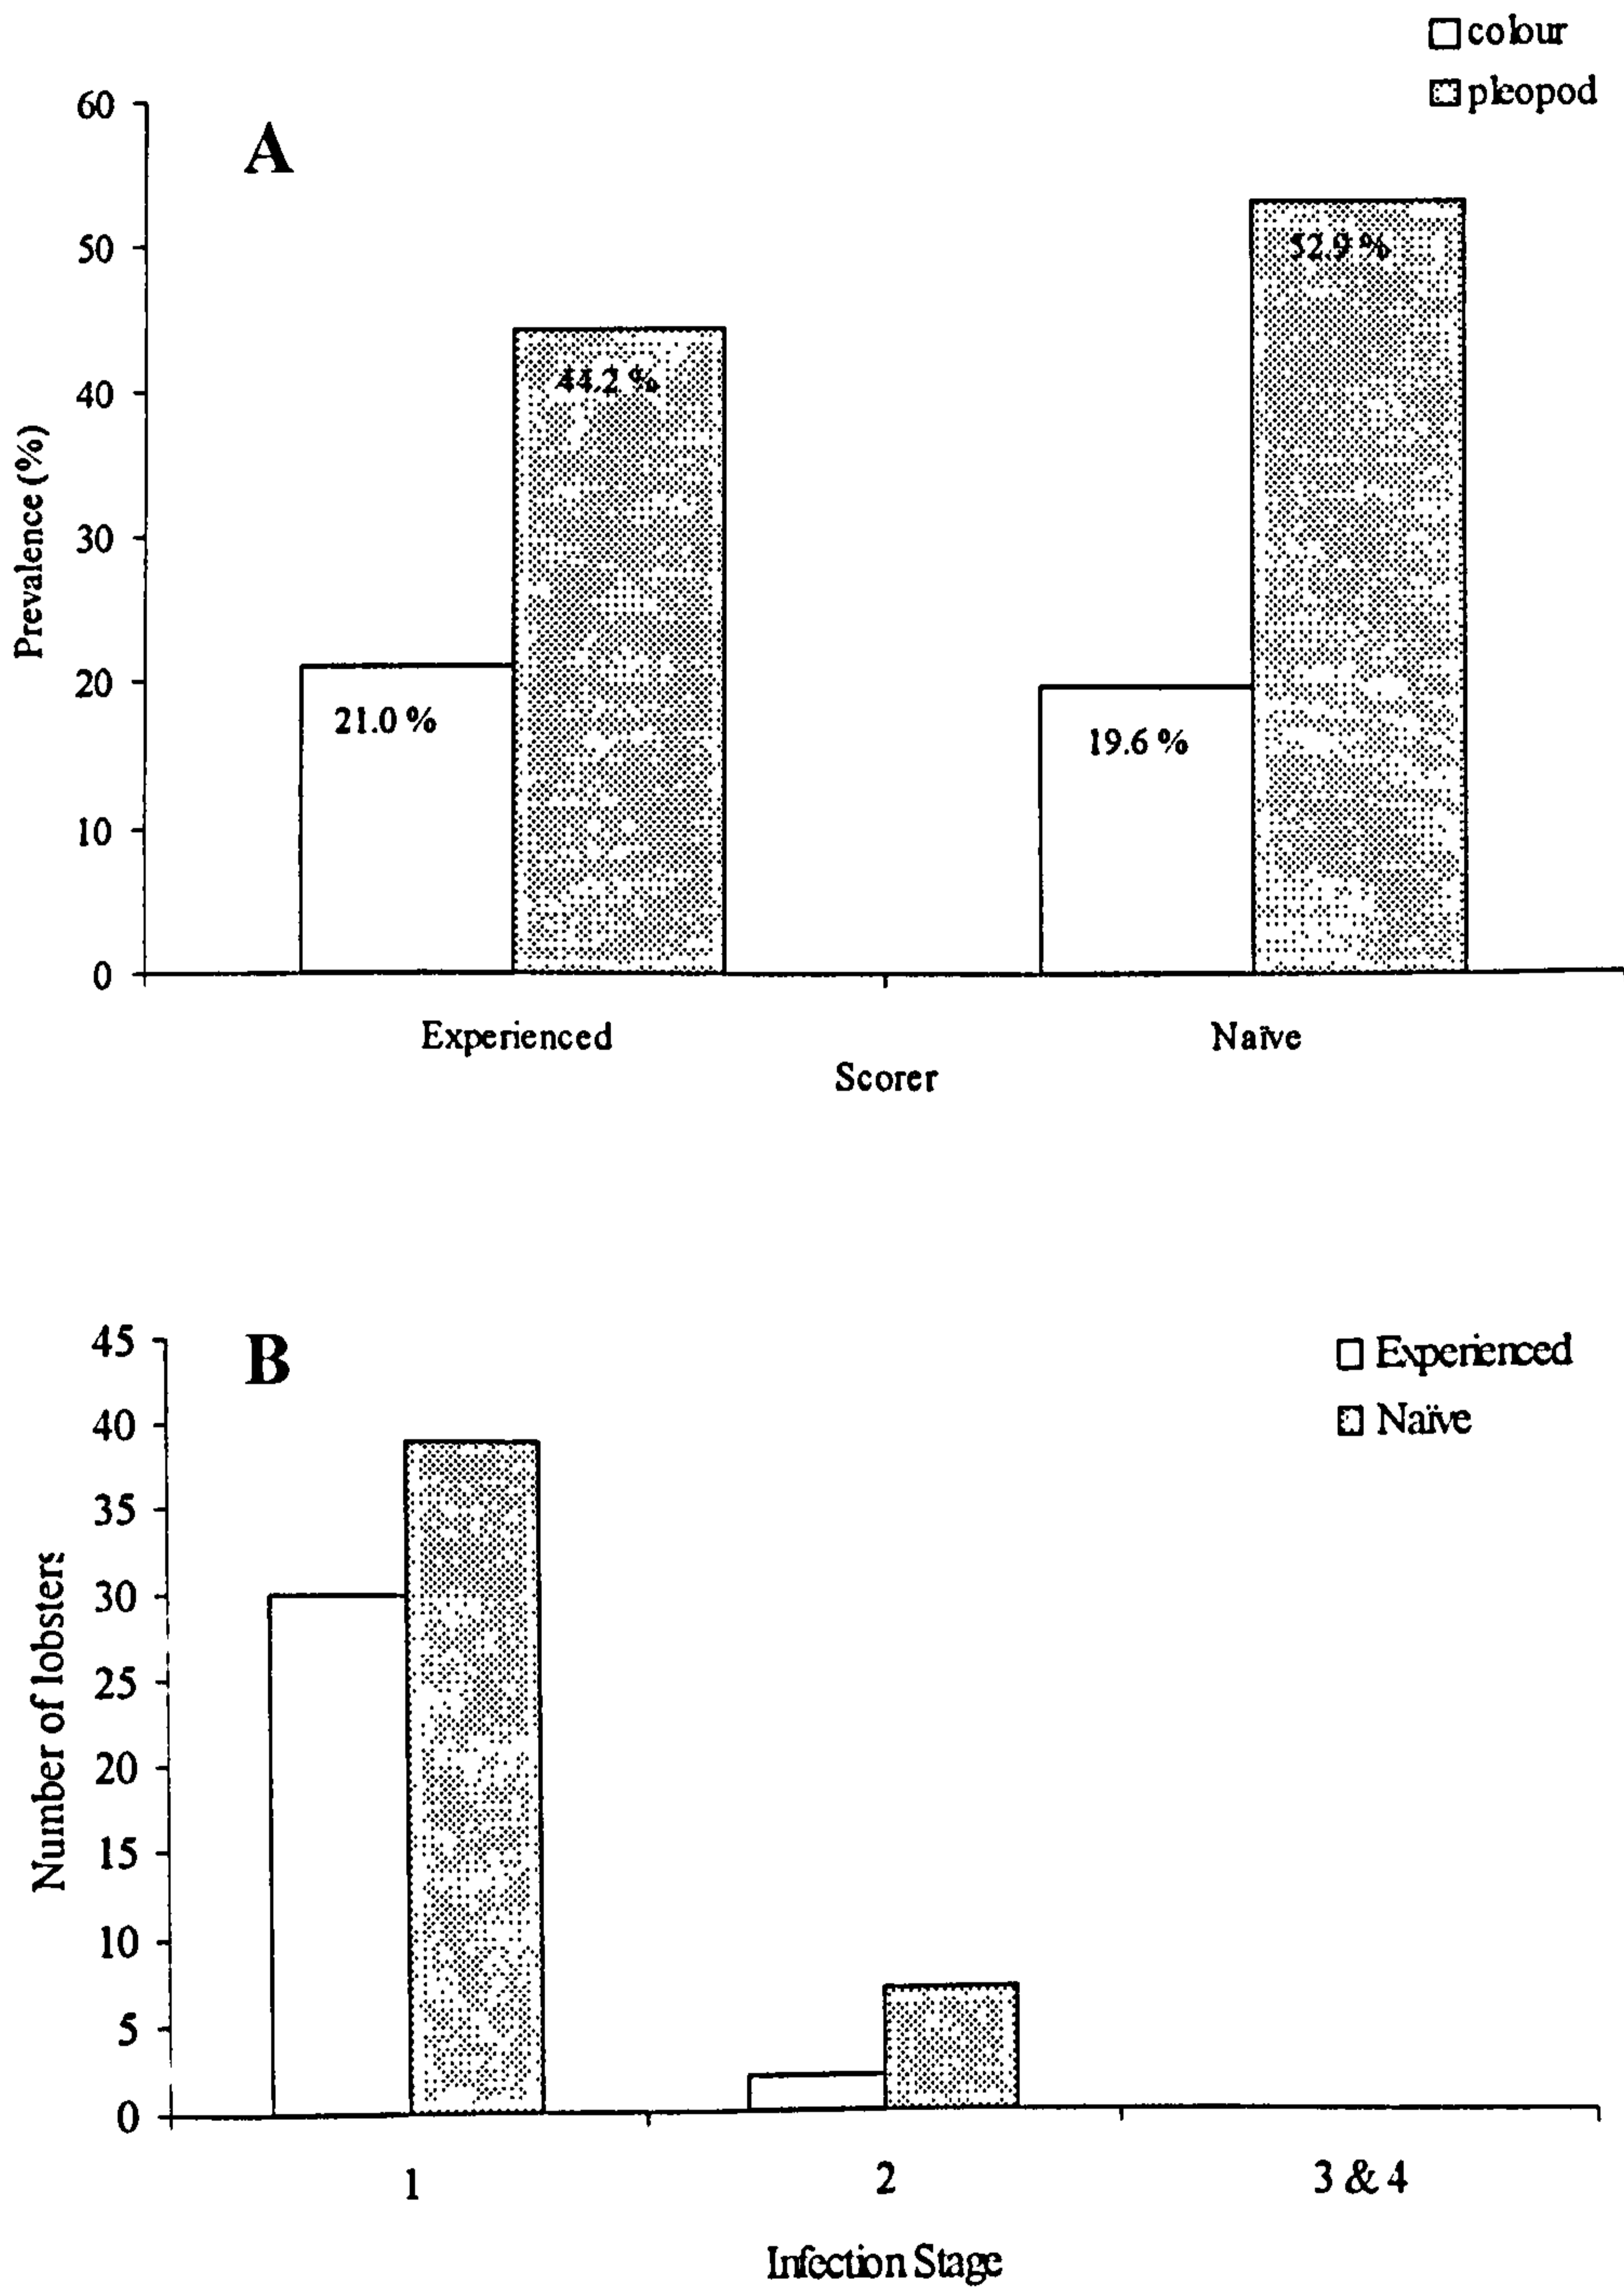 colour
pleopod
A
60
50
40
30
20
10
0
Prevalence (%)
21.0 %
44.2 %
19.6 %
52.9 %
Experienced
Naïve
Scorer
B
Experienced
Naïve
45
40
35
30
25
20
15
10
5
0
Number of lobsters
1
2
3 & 4
Infection Stage